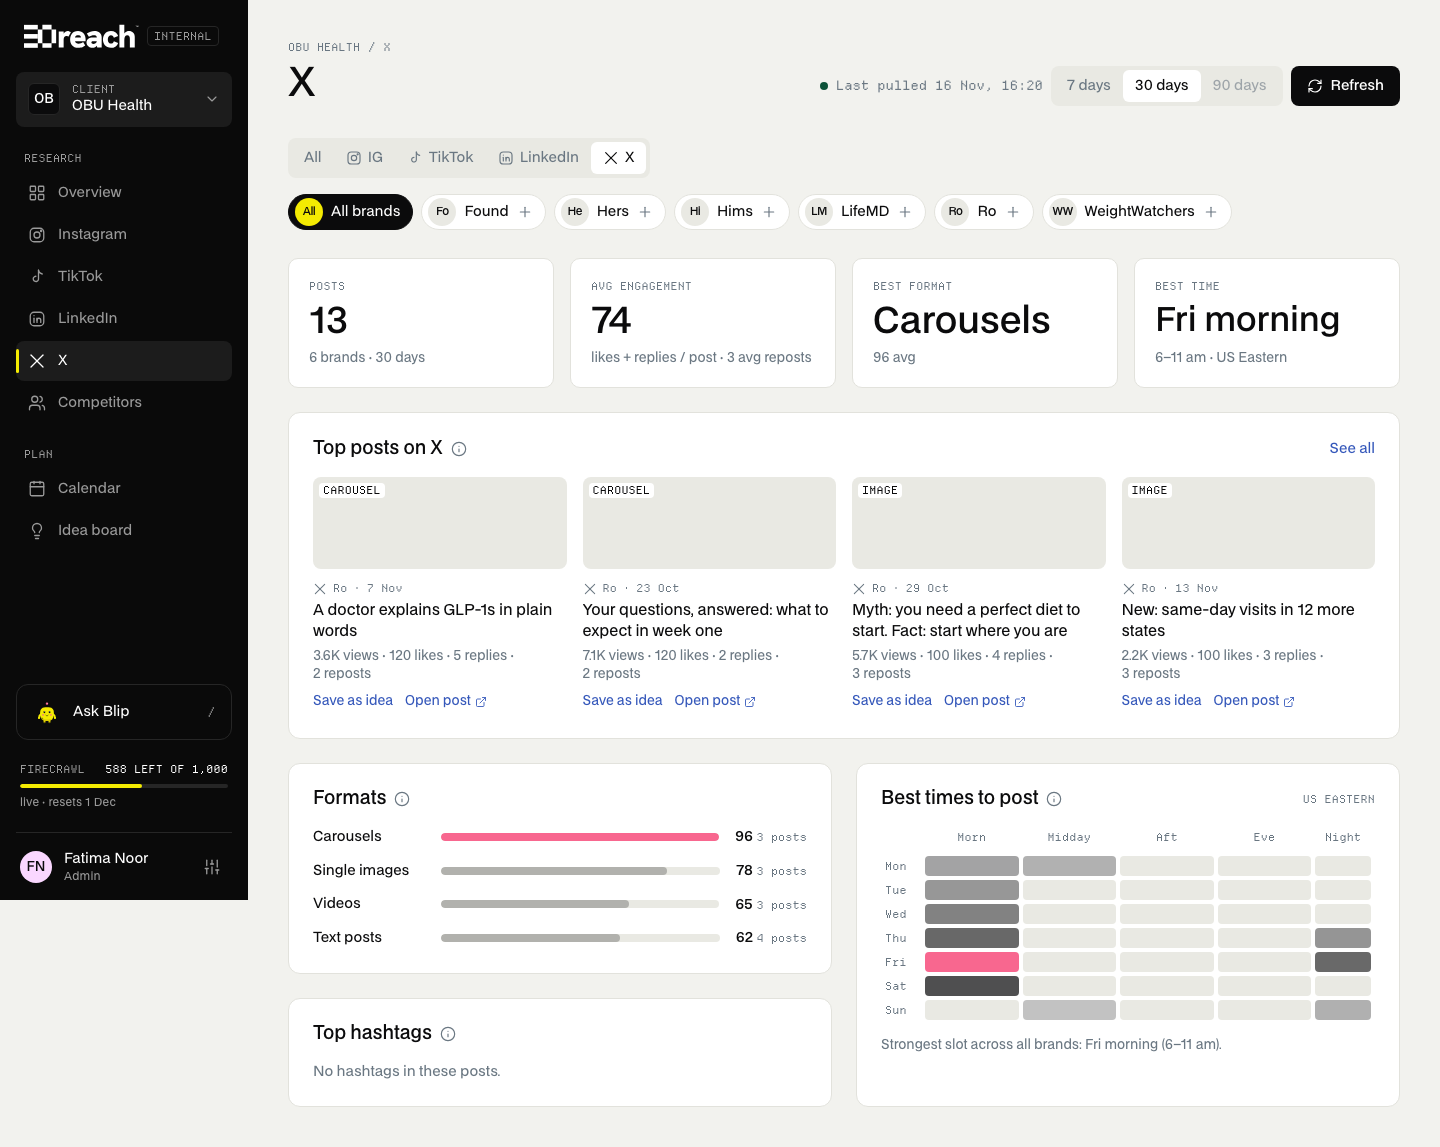 reach
INTERNAL
OB
CLIENT
OBU Health
RESEARCH
Overview
Instagram
TikTok
LinkedIn
X
Competitors
PLAN
Calendar
Idea board
Ask Blip /
FIRECRAWL 588 LEFT OF 1,000
live · resets 1 Dec
FN
Fatima Noor
Admin
OBU HEALTH / X
X
Last pulled 16 Nov, 16:20
7 days 30 days 90 days
Refresh
All IG TikTok LinkedIn X
All All brands
Fo Found +
He Hers +
HI Hims +
LM LifeMD +
Ro Ro +
WW WeightWatchers +
POSTS
13
6 brands · 30 days
AVG ENGAGEMENT
74
likes + replies / post · 3 avg reposts
BEST FORMAT
Carousels
96 avg
BEST TIME
Fri morning
6–11 am · US Eastern
Top posts on X
See all
CAROUSEL
Ro · 7 Nov
A doctor explains GLP-1s in plain
words
3.6K views · 120 likes · 5 replies ·
2 reposts
Save as idea Open post
CAROUSEL
Ro · 23 Oct
Your questions, answered: what to
expect in week one
7.1K views · 120 likes · 2 replies ·
2 reposts
Save as idea Open post
IMAGE
Ro · 29 Oct
Myth: you need a perfect diet to
start. Fact: start where you are
5.7K views · 100 likes · 4 replies ·
3 reposts
Save as idea Open post
IMAGE
Ro · 13 Nov
New: same-day visits in 12 more
states
2.2K views · 100 likes · 3 replies ·
3 reposts
Save as idea Open post
Formats
Carousels 96 3 posts
Single images 78 3 posts
Videos 65 3 posts
Text posts 62 4 posts
Top hashtags
No hashtags in these posts.
Best times to post
US EASTERN
Morn Midday Aft Eve Night
Mon
Tue
Wed
Thu
Fri
Sat
Sun
Strongest slot across all brands: Fri morning (6–11 am).